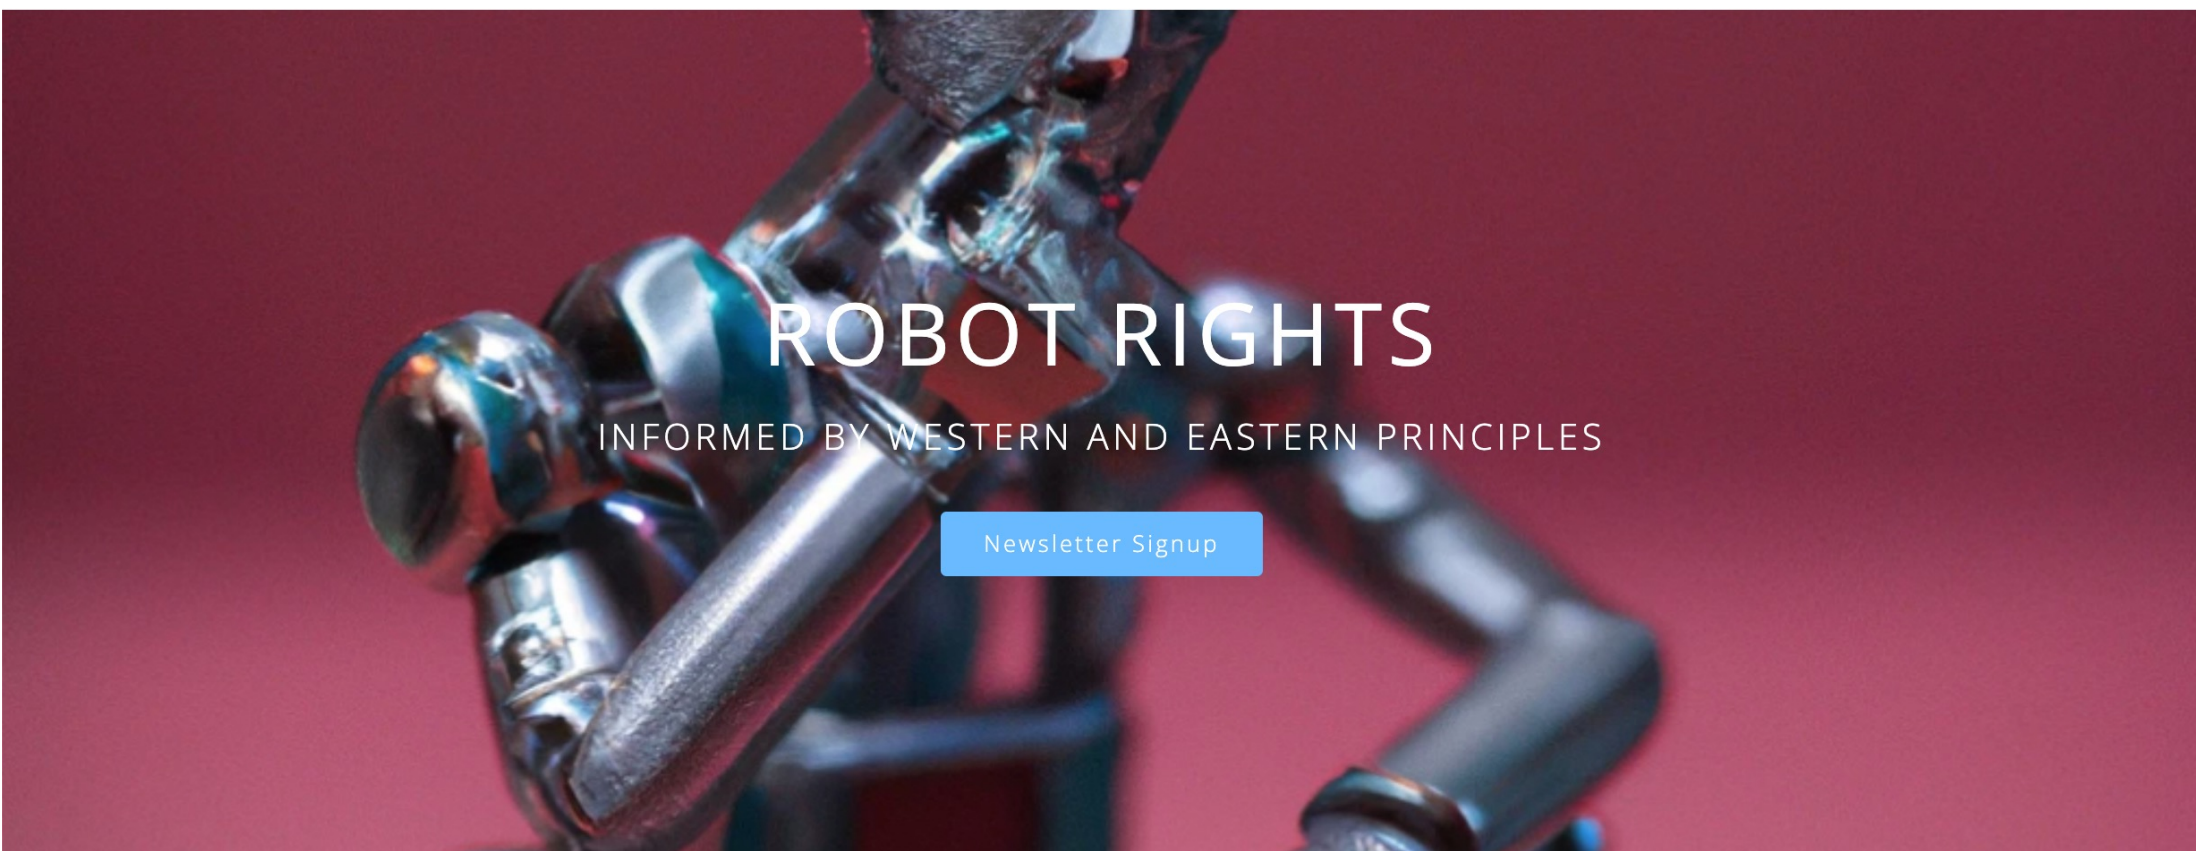 ROBOT RIGHTS
INFORMED BY WESTERN AND EASTERN PRINCIPLES
Newsletter Signup